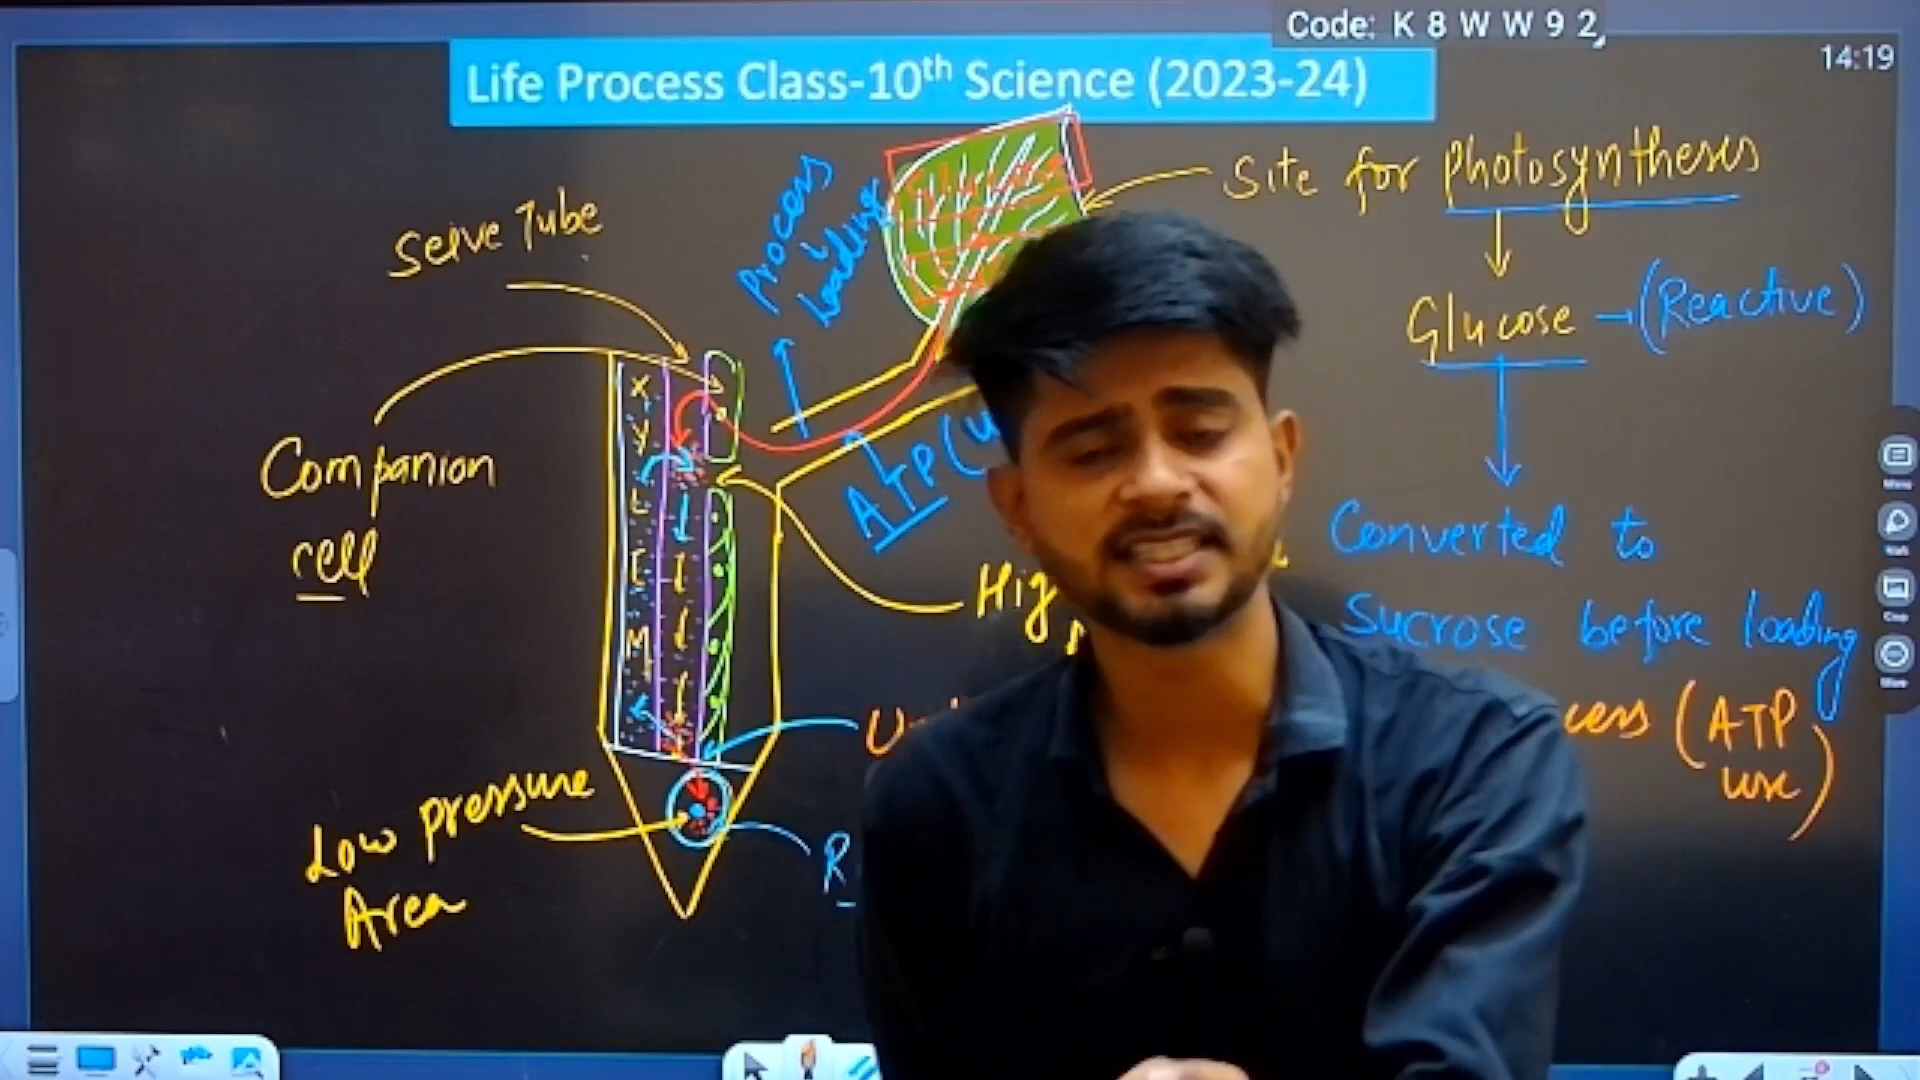 Code: K 8 W W 9 2
14:19
Life Process Class-10th Science (2023-24)
Site for Photosynthesis
Process
loading
Seive Tube
Glucose → (Reactive)
Companion
cell
XYLEM
ATP (u
Converted to
Sucrose before loading
Hig
cess (ATP
use)
Low pressure
Area
R